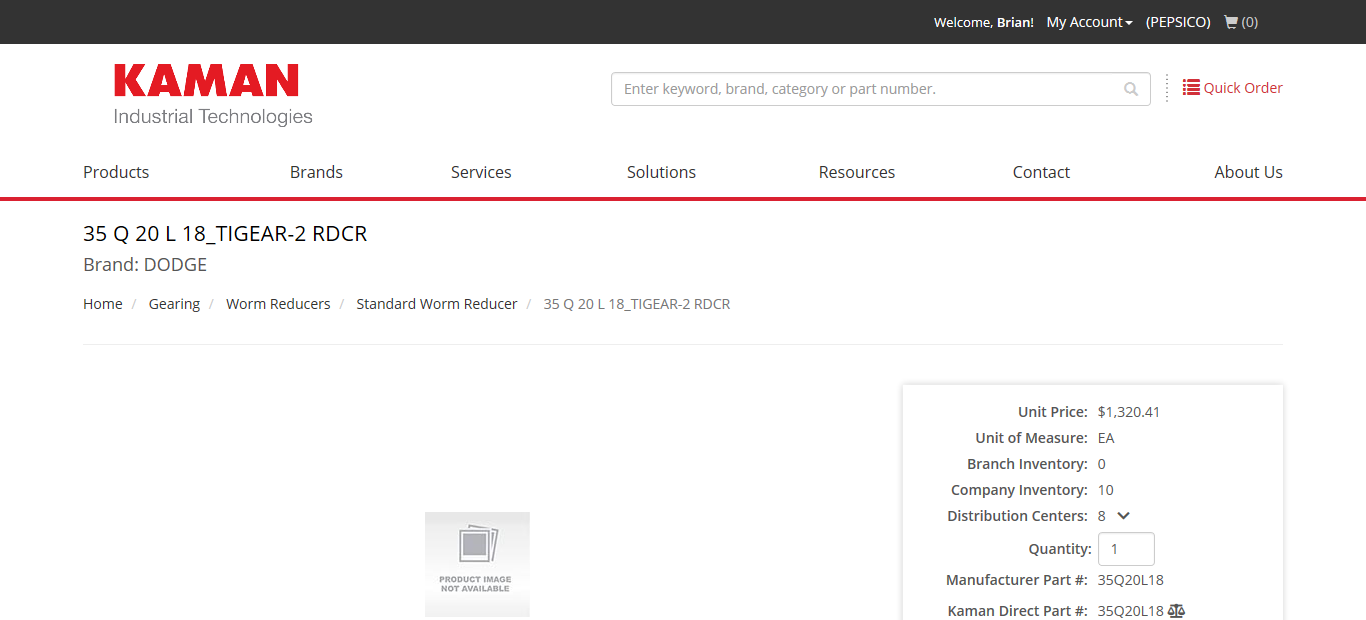 Welcome, Brian! My Account (PEPSICO) (0)
KAMAN
Industrial Technologies
Enter keyword, brand, category or part number.
Quick Order
Products Brands Services Solutions Resources Contact About Us
35 Q 20 L 18_TIGEAR-2 RDCR
Brand: DODGE
Home / Gearing / Worm Reducers / Standard Worm Reducer / 35 Q 20 L 18_TIGEAR-2 RDCR
PRODUCT IMAGE
NOT AVAILABLE
Unit Price: $1,320.41
Unit of Measure: EA
Branch Inventory: 0
Company Inventory: 10
Distribution Centers: 8
Quantity: 1
Manufacturer Part #: 35Q20L18
Kaman Direct Part #: 35Q20L18